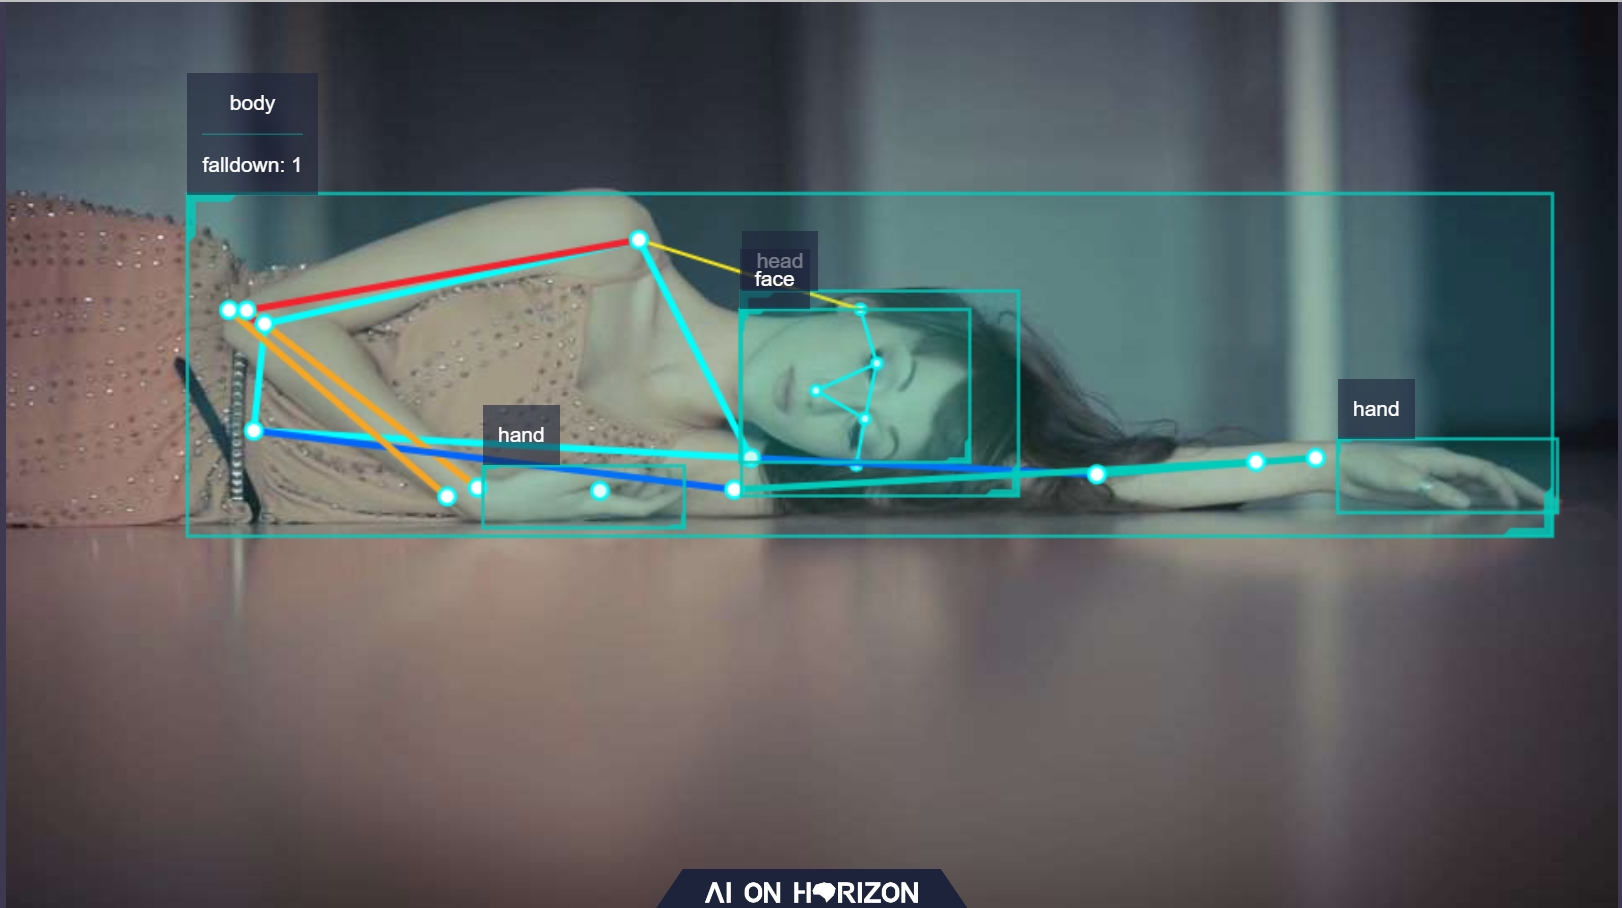 body
falldown: 1
head
face
hand
hand
AI ON HORIZON